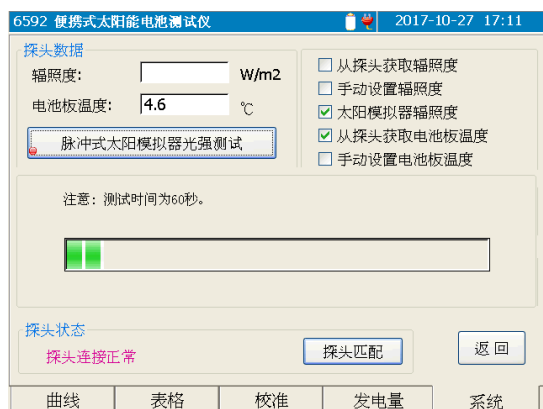 6592 便携式太阳能电池测试仪 2017-10-27 17:11
探头数据
辐照度: W/m2
电池板温度: 4.6 ℃
脉冲式太阳模拟器光强测试
从探头获取辐照度
手动设置辐照度
太阳模拟器辐照度
从探头获取电池板温度
手动设置电池板温度
注意: 测试时间为60秒。
探头状态
探头连接正常
探头匹配
返回
曲线 表格 校准 发电量 系统